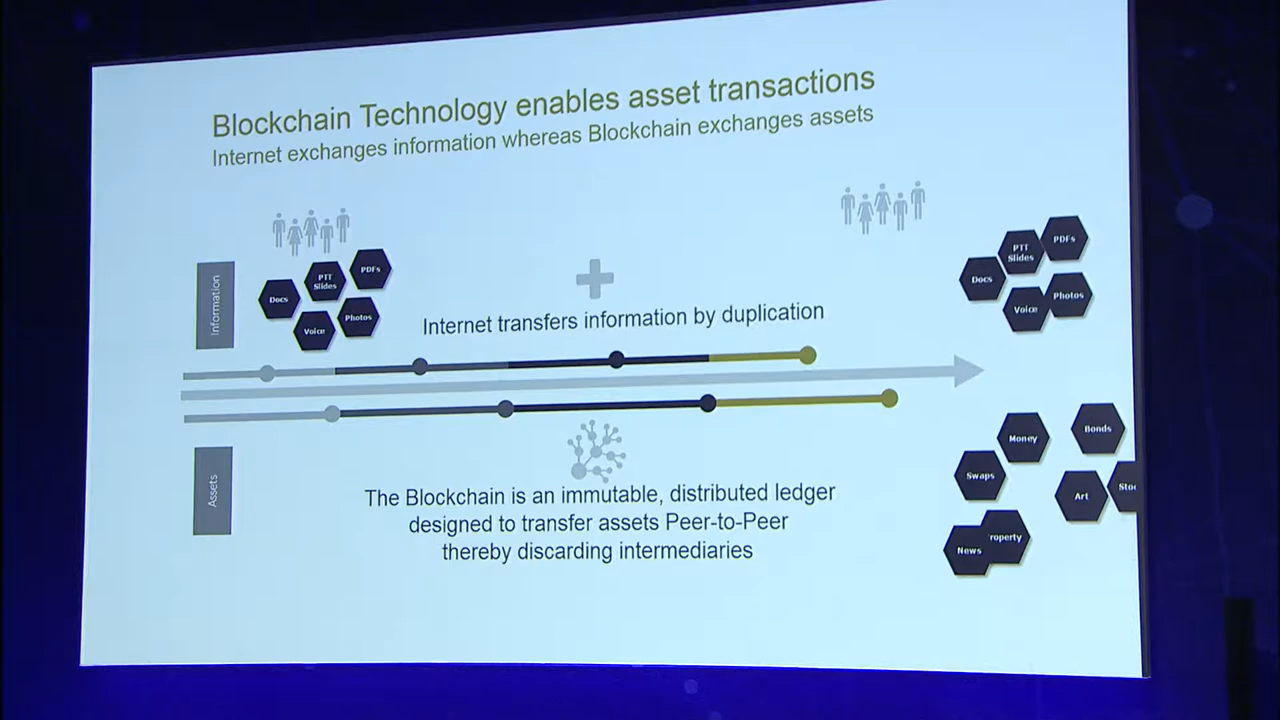 Blockchain Technology enables asset transactions
Internet exchanges information whereas Blockchain exchanges assets
Information
PDFs
PTT
Slides
Docs
Photos
Voice
Internet transfers information by duplication
PDFs
PTT
Slides
Docs
Photos
Voice
Assets
The Blockchain is an immutable, distributed ledger
designed to transfer assets Peer-to-Peer
thereby discarding intermediaries
Money
Bonds
Swaps
Art
Stoc
roperty
News